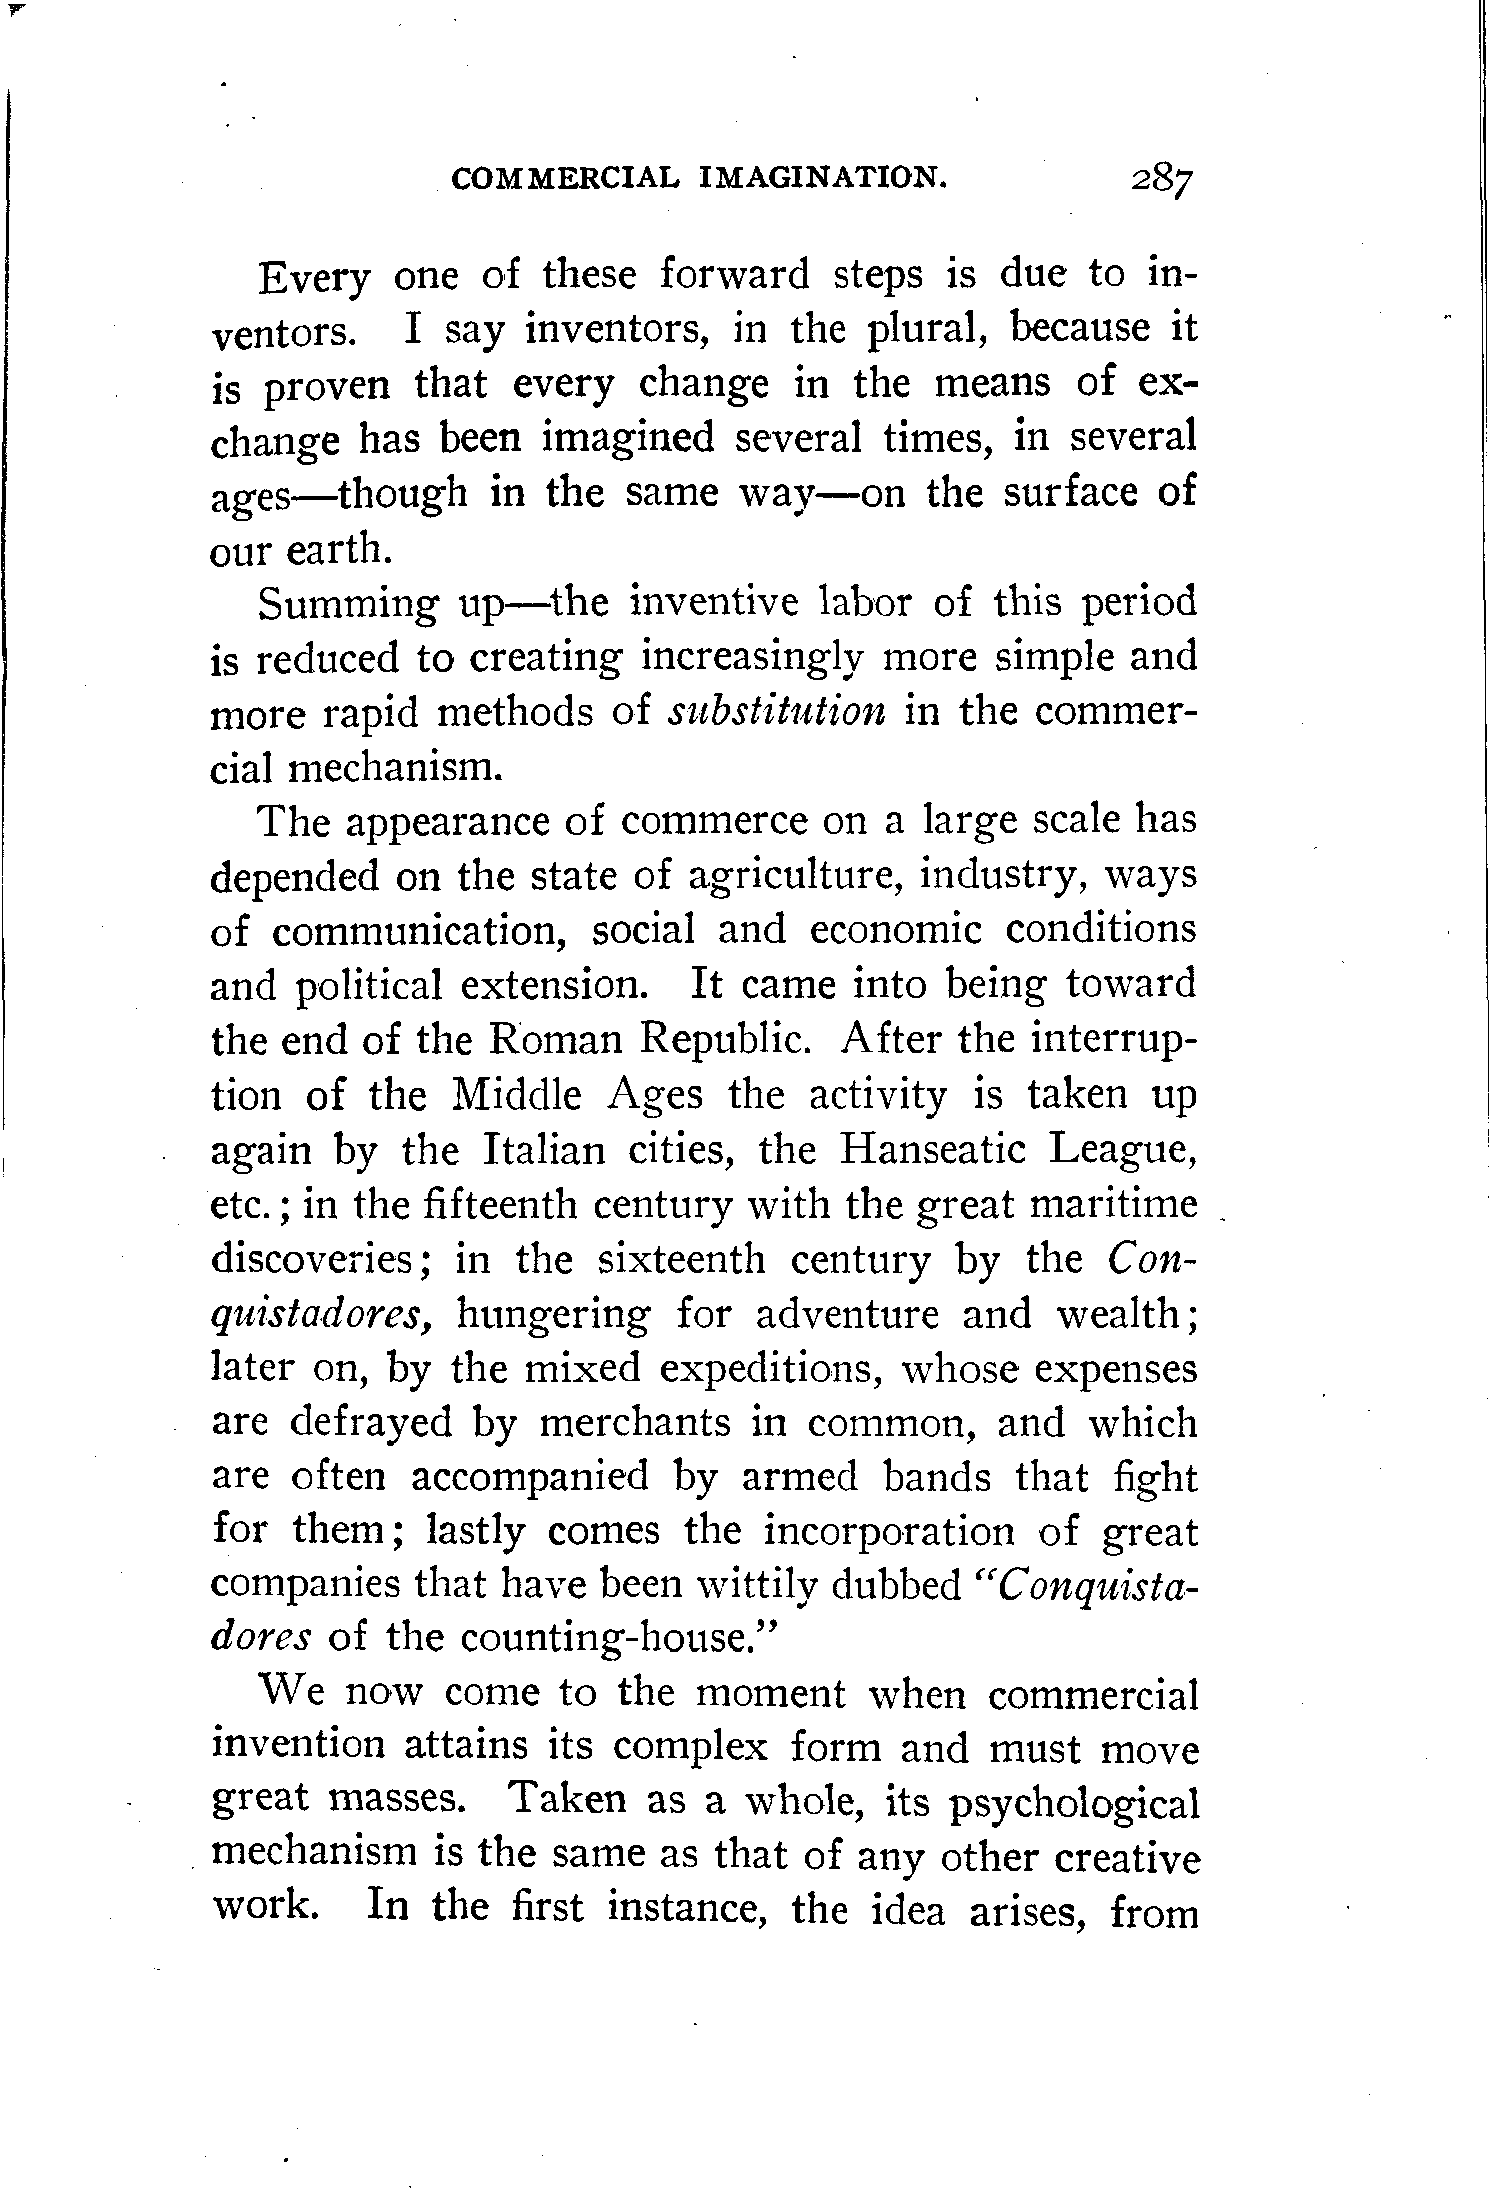 COMMERCIAL IMAGINATION. 287
Every one of these forward steps is due to in-
ventors. I say inventors, in the plural, because it
is proven that every change in the means of ex-
change has been imagined several times, in several
ages—though in the same way—on the surface of
our earth.
Summing up—the inventive labor of this period
is reduced to creating increasingly more simple and
more rapid methods of substitution in the commer-
cial mechanism.
The appearance of commerce on a large scale has
depended on the state of agriculture, industry, ways
of communication, social and economic conditions
and political extension. It came into being toward
the end of the Roman Republic. After the interrup-
tion of the Middle Ages the activity is taken up
again by the Italian cities, the Hanseatic League,
etc.; in the fifteenth century with the great maritime
discoveries; in the sixteenth century by the Con-
quistadores, hungering for adventure and wealth;
later on, by the mixed expeditions, whose expenses
are defrayed by merchants in common, and which
are often accompanied by armed bands that fight
for them; lastly comes the incorporation of great
companies that have been wittily dubbed "Conquista-
dores of the counting-house."
We now come to the moment when commercial
invention attains its complex form and must move
great masses. Taken as a whole, its psychological
mechanism is the same as that of any other creative
work. In the first instance, the idea arises, from